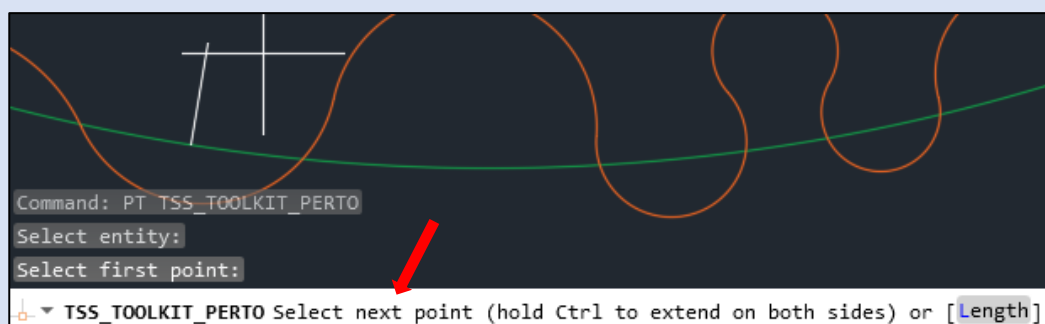 Command: PT TSS_TOOLKIT_PERTO
Select entity:
Select first point:
TSS_TOOLKIT_PERTO Select next point (hold Ctrl to extend on both sides) or [Length]